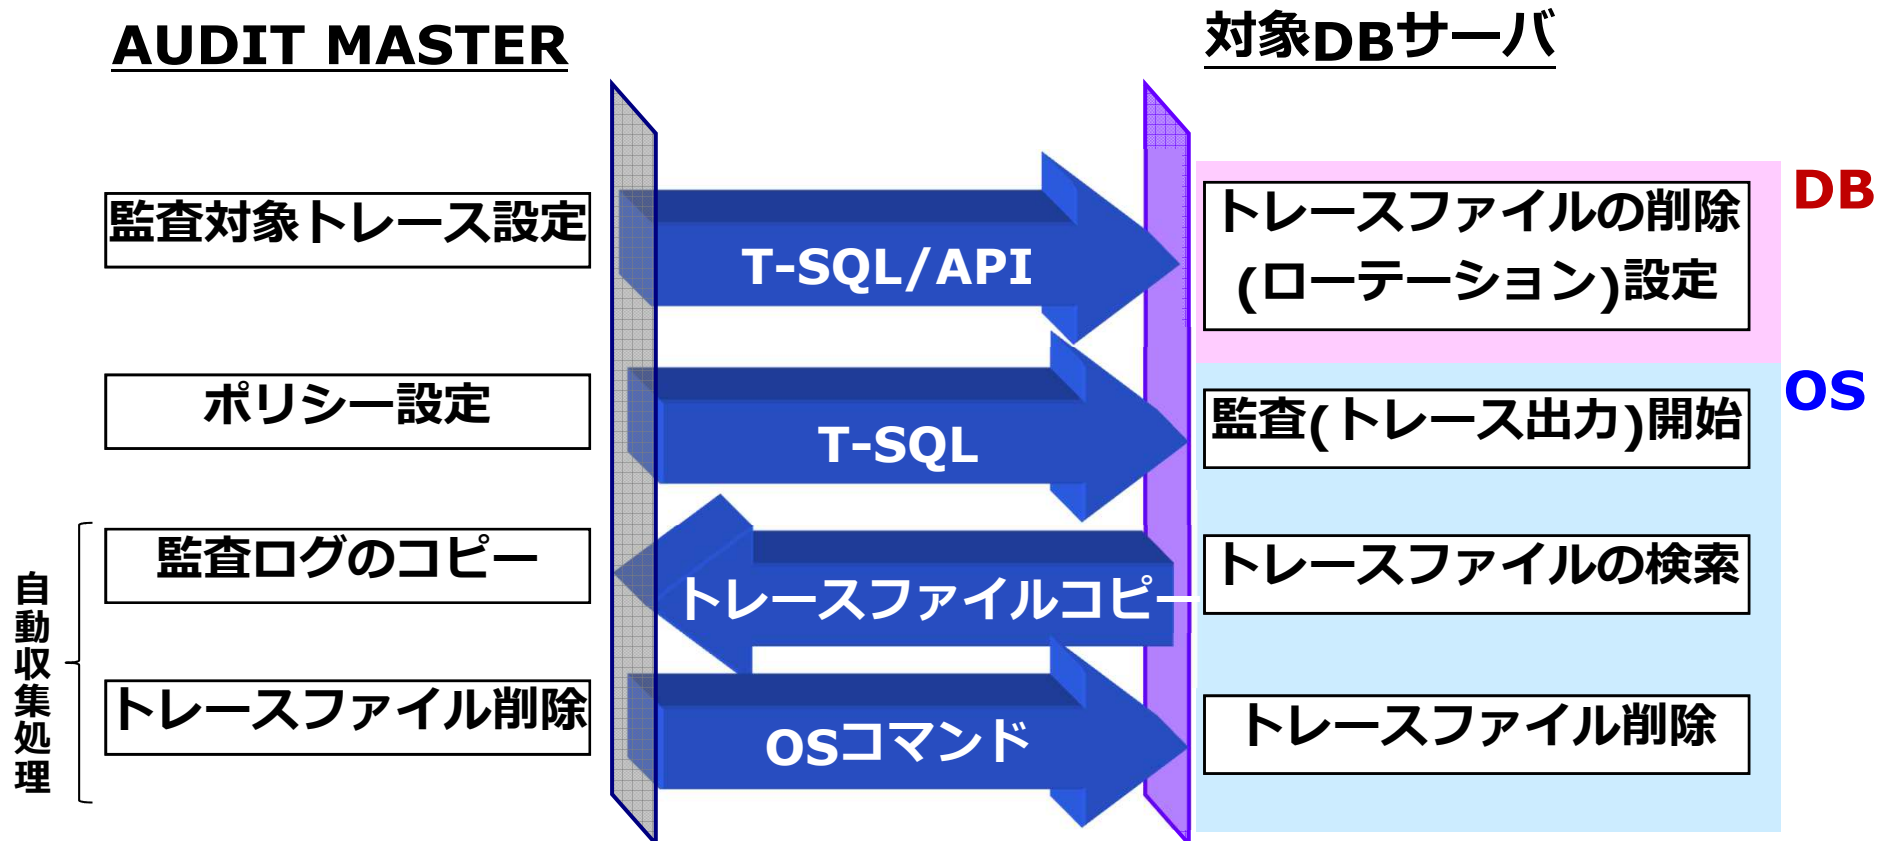 AUDIT MASTER
対象DBサーバ
監査対象トレース設定
T-SQL/API
トレースファイルの削除
(ローテーション)設定
DB
ポリシー設定
T-SQL
監査(トレース出力)開始
OS
自動収集処理
監査ログのコピー
トレースファイルコピー
トレースファイルの検索
トレースファイル削除
OSコマンド
トレースファイル削除